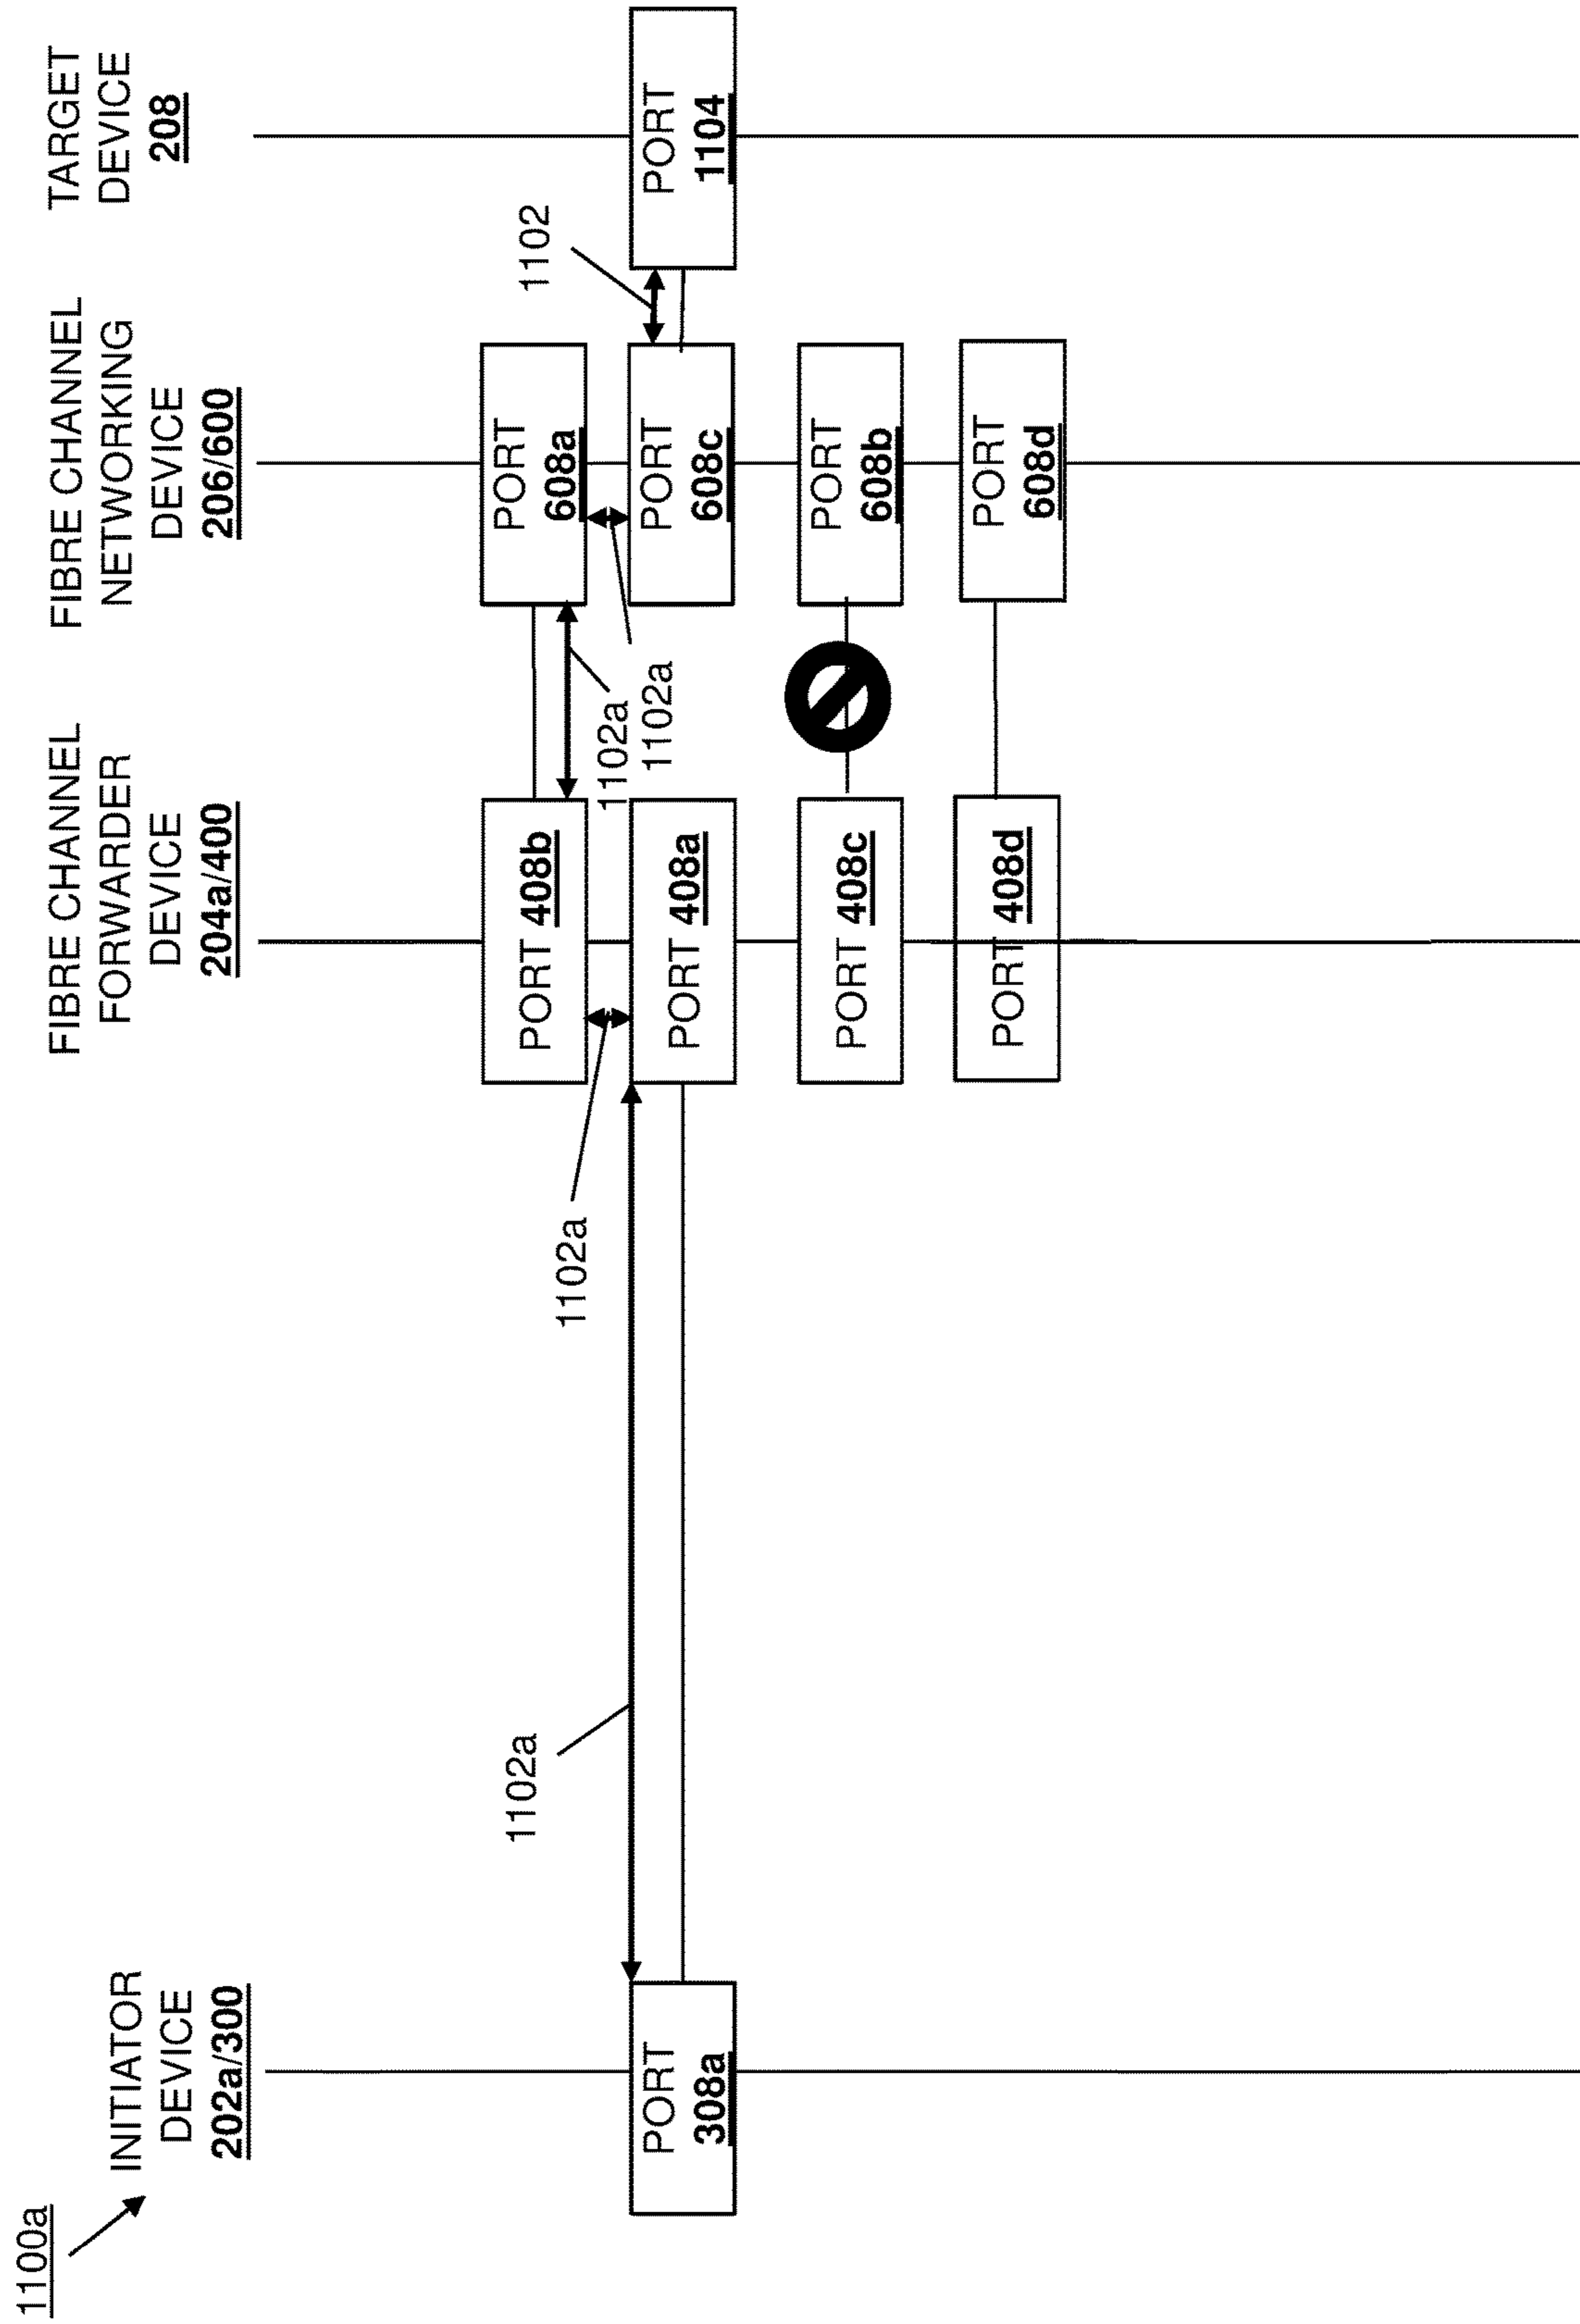 1100a
INITIATOR
DEVICE
202a/300
FIBRE CHANNEL
FORWARDER
DEVICE
204a/400
FIBRE CHANNEL
NETWORKING
DEVICE
206/600
TARGET
DEVICE
208
PORT 408b
PORT
608a
1102a
1102a
1102a
1102a
1102
PORT
308a
PORT 408a
PORT
608c
PORT
1104
PORT 408c
PORT
608b
PORT 408d
PORT
608d